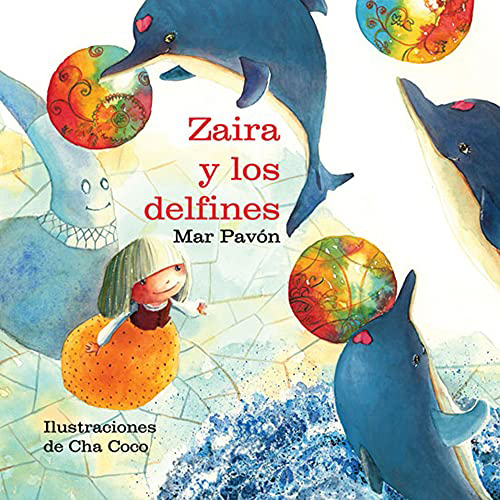 Zaira
y los
delfines
Mar Pavón
Ilustraciones
de Cha Coco